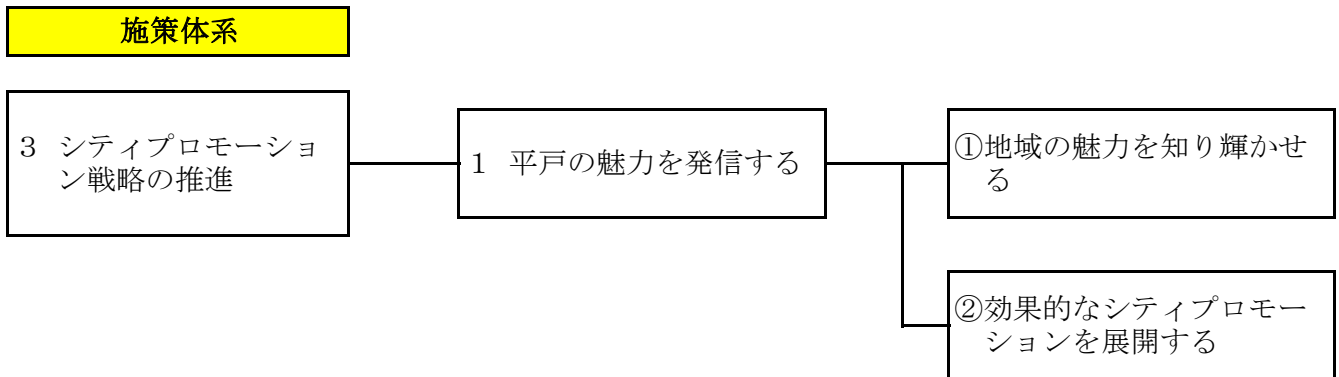 施策体系
３ シティプロモーショ
ン戦略の推進
１ 平戸の魅力を発信する
①地域の魅力を知り輝かせ
る
②効果的なシティプロモー
ションを展開する